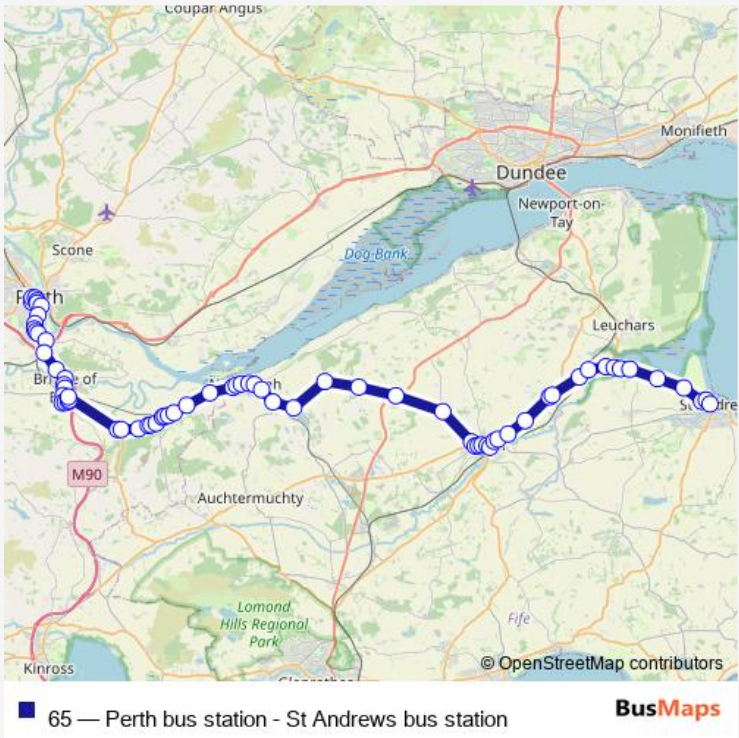 Coupar Angus
Monifieth
Dundee
Newport-on-
Tay
Scone
Dog-Bank
Leuchars
Bridge of
M90
Auchtermuchty
Lomond
Hills Regional
Park
Fife
Kinross
© OpenStreetMap contributors
65 — Perth bus station - St Andrews bus station
BusMaps